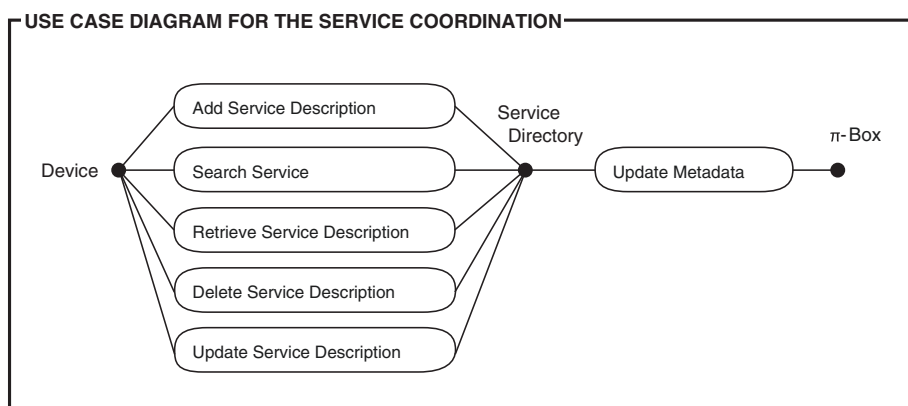 USE CASE DIAGRAM FOR THE SERVICE COORDINATION
Add Service Description
Service
Directory
π-Box
Device
Search Service
Update Metadata
Retrieve Service Description
Delete Service Description
Update Service Description